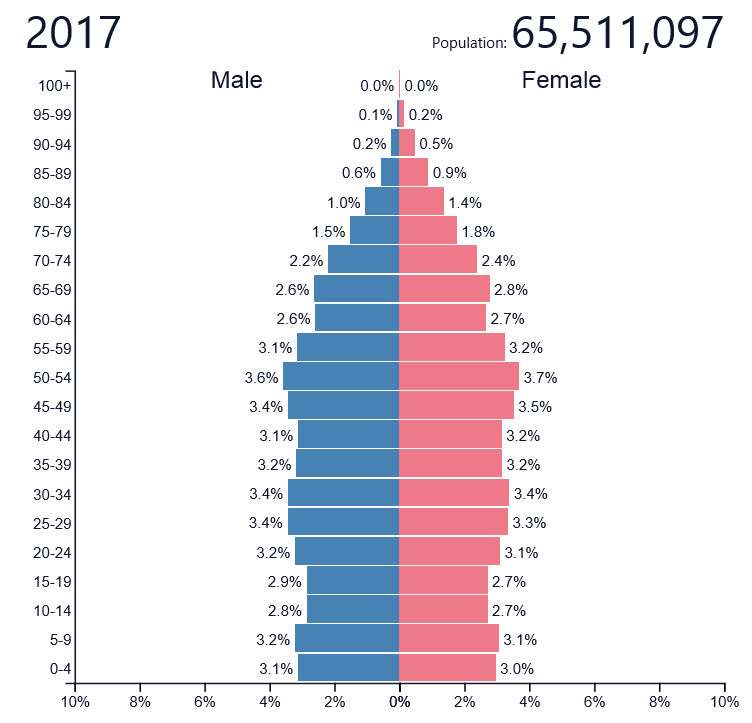 2017
Population: 65,511,097
Male Female
100+ 0.0% 0.0%
95-99 0.1% 0.2%
90-94 0.2% 0.5%
85-89 0.6% 0.9%
80-84 1.0% 1.4%
75-79 1.5% 1.8%
70-74 2.2% 2.4%
65-69 2.6% 2.8%
60-64 2.6% 2.7%
55-59 3.1% 3.2%
50-54 3.6% 3.7%
45-49 3.4% 3.5%
40-44 3.1% 3.2%
35-39 3.2% 3.2%
30-34 3.4% 3.4%
25-29 3.4% 3.3%
20-24 3.2% 3.1%
15-19 2.9% 2.7%
10-14 2.8% 2.7%
5-9 3.2% 3.1%
0-4 3.1% 3.0%
10% 8% 6% 4% 2% 0% 2% 4% 6% 8% 10%